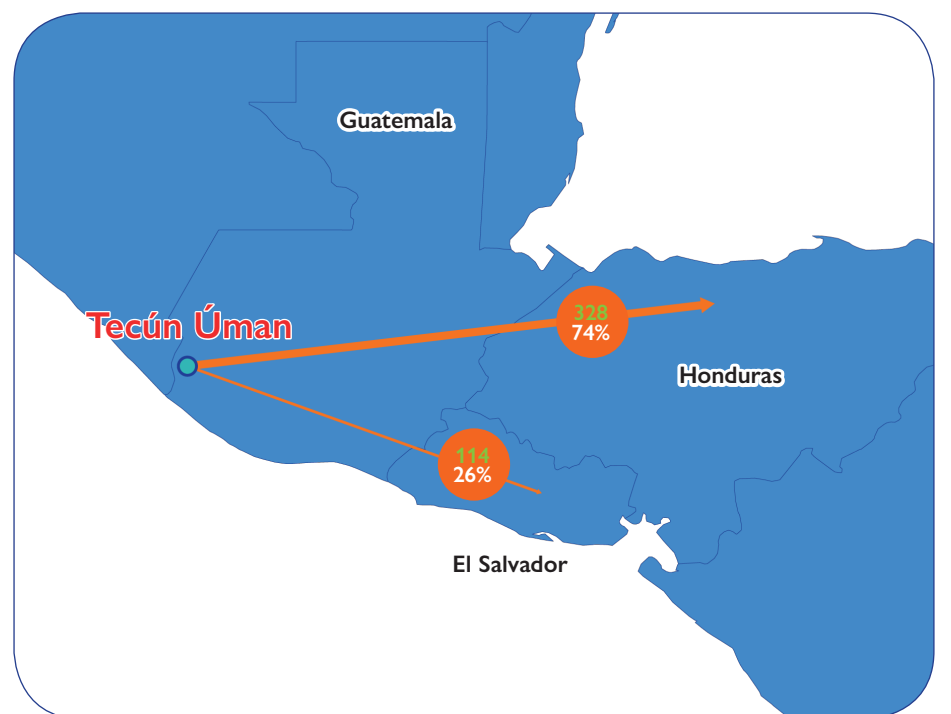 Guatemala
Tecún Úman
328
74%
Honduras
114
26%
El Salvador